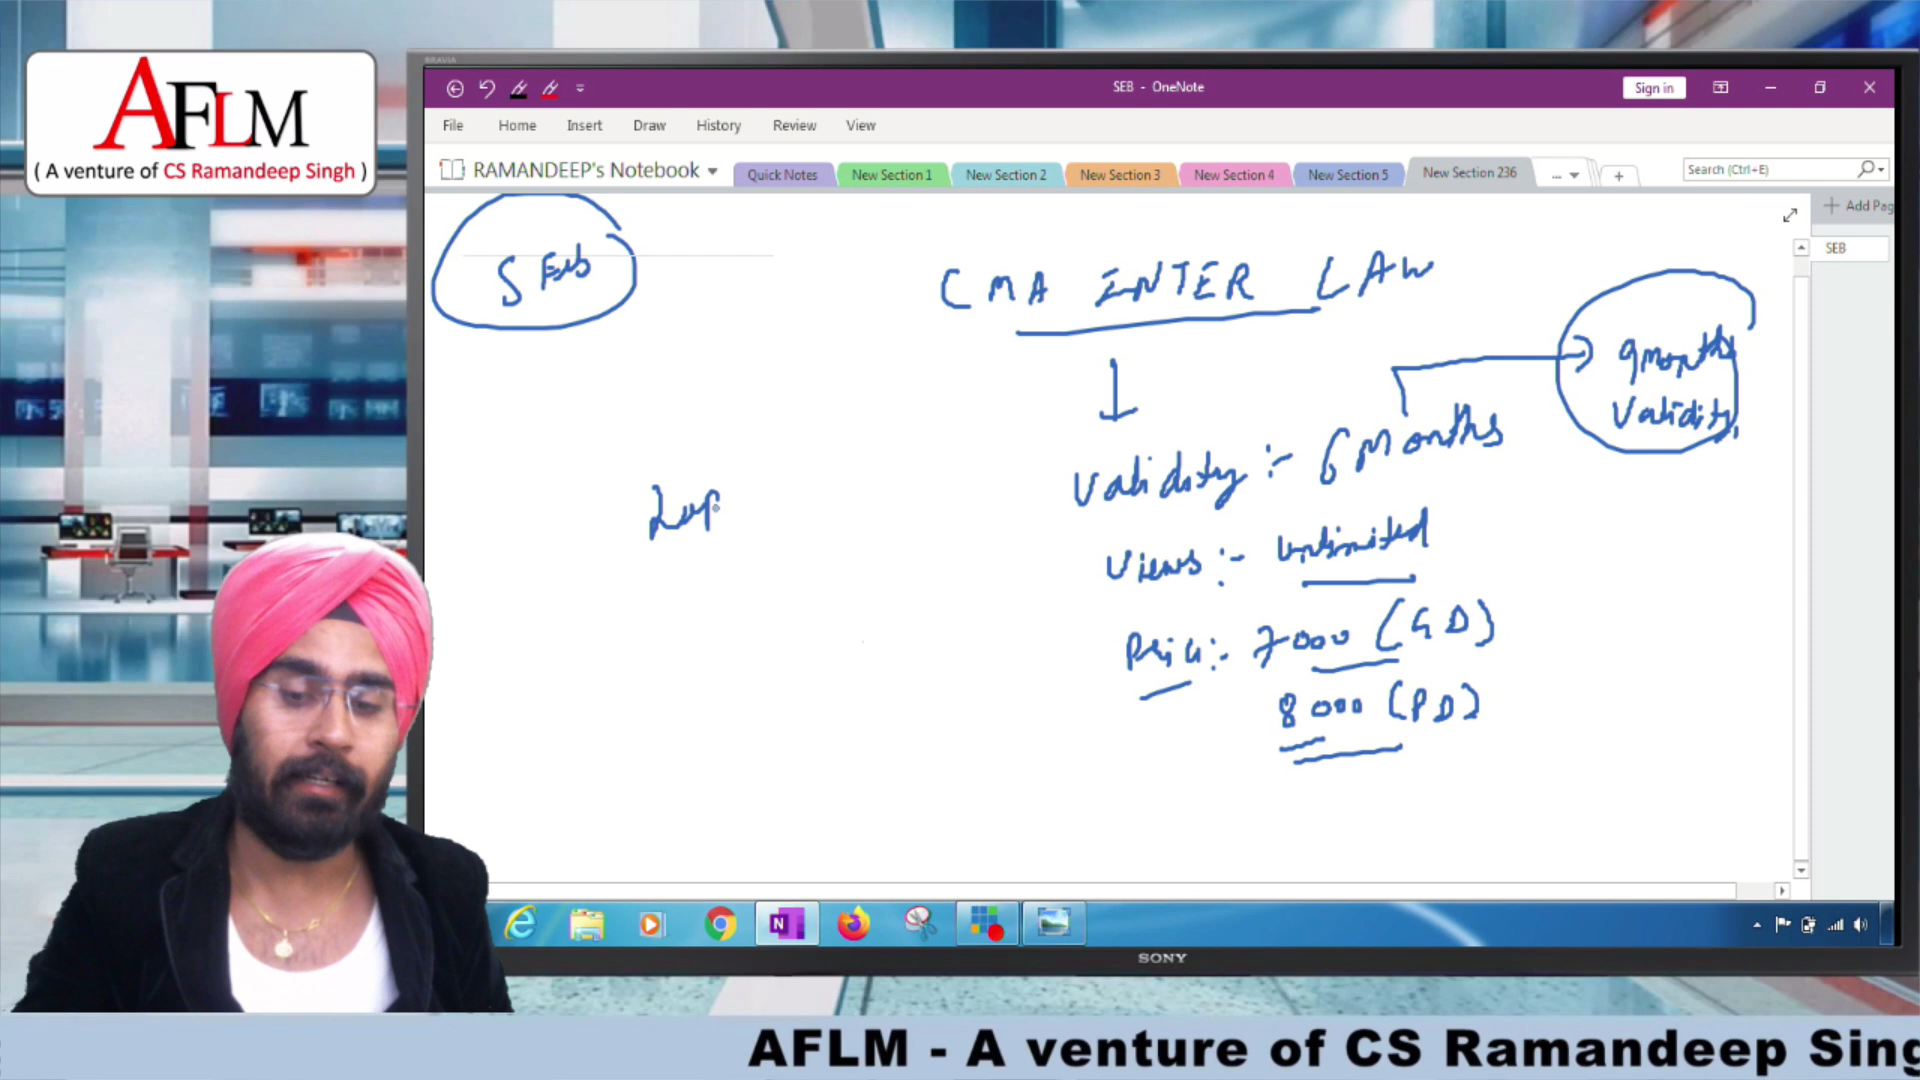 AFLM
( A venture of CS Ramandeep Singh )
BRAVIA
SEB - OneNote
Sign in
File Home Insert Draw History Review View
RAMANDEEP's Notebook
Quick Notes
New Section 1
New Section 2
New Section 3
New Section 4
New Section 5
New Section 236
...
Search (Ctrl+E)
Add Pag
SEB
5 Feb
CMA INTER LAW
9 months
Validity
Validity :- 6 Months
Views :- unlimited
Price :- 7000 (GD)
8000 (PD)
SONY
AFLM - A venture of CS Ramandeep Sing